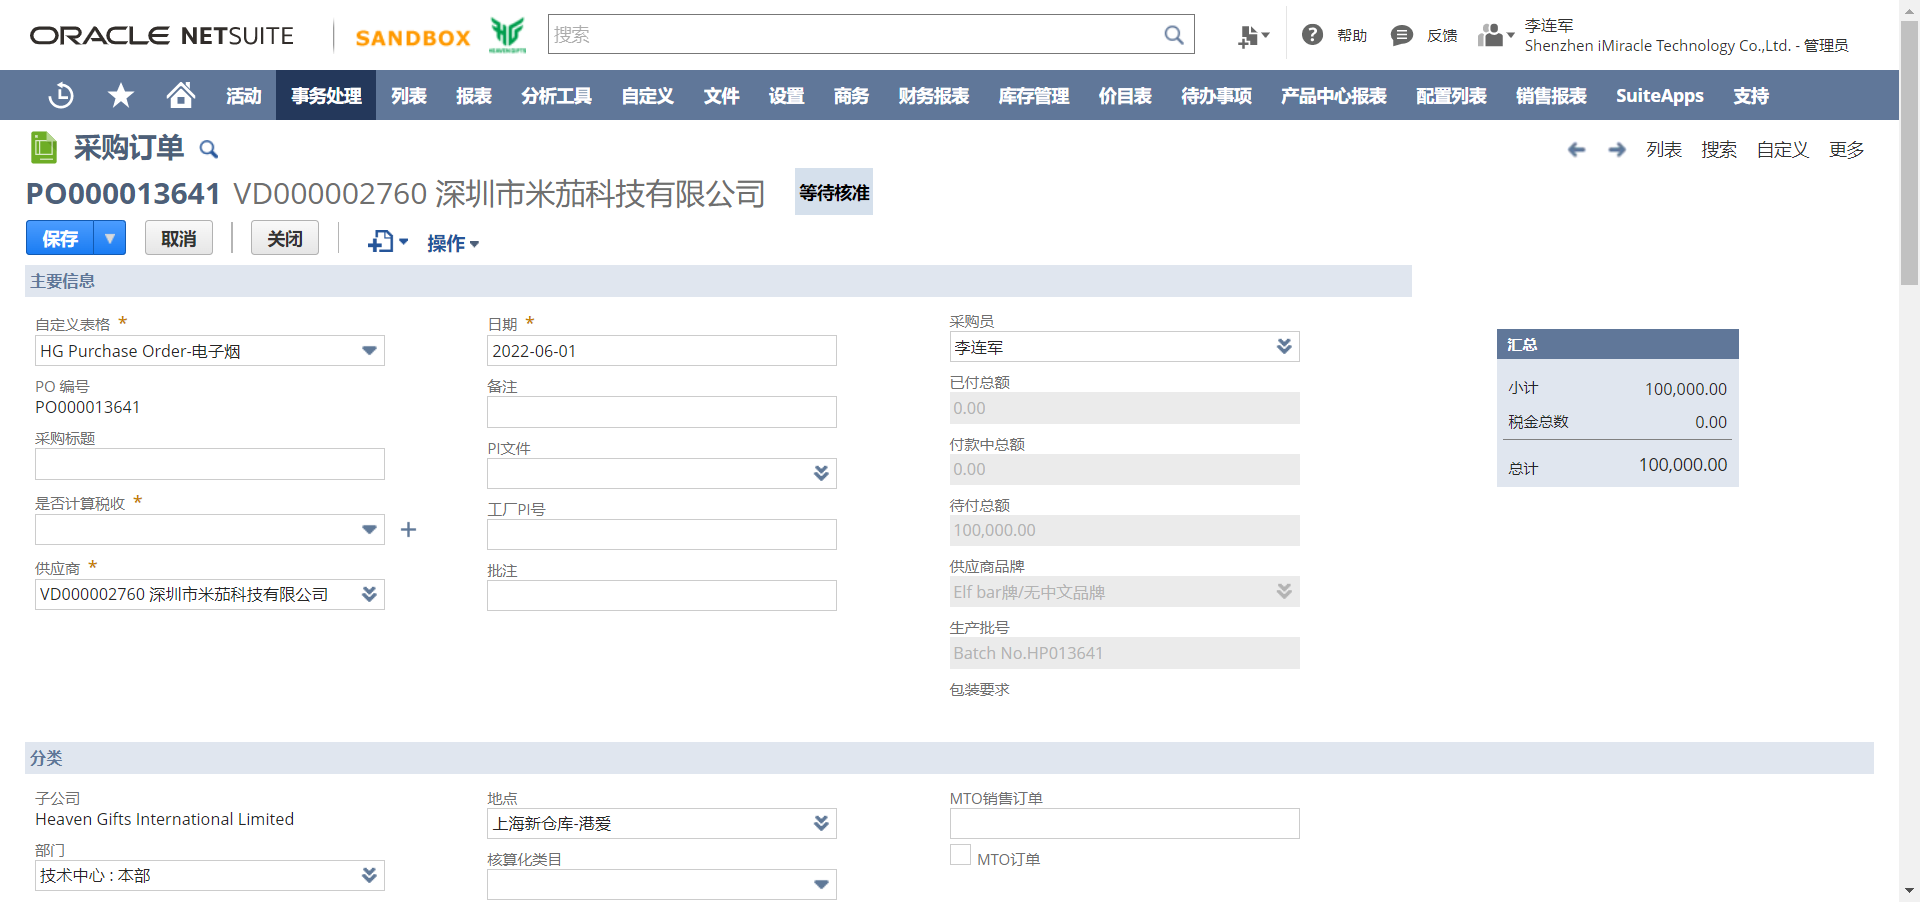 ORACLE NETSUITE
SANDBOX
HEAVEN GIFTS
搜索
帮助
反馈
李连军
Shenzhen iMiracle Technology Co.,Ltd. - 管理员
活动 事务处理 列表 报表 分析工具 自定义 文件 设置 商务 财务报表 库存管理 价目表 待办事项 产品中心报表 配置列表 销售报表 SuiteApps 支持
采购订单
列表 搜索 自定义 更多
PO000013641 VD000002760 深圳市米茄科技有限公司 等待核准
保存 取消 关闭 操作
主要信息
自定义表格 *
HG Purchase Order-电子烟
PO 编号
PO000013641
采购标题
是否计算税收 *
供应商 *
VD000002760 深圳市米茄科技有限公司
日期 *
2022-06-01
备注
PI文件
工厂PI号
批注
采购员
李连军
已付总额
0.00
付款中总额
0.00
待付总额
100,000.00
供应商品牌
Elf bar牌/无中文品牌
生产批号
Batch No.HP013641
包装要求
汇总
小计 100,000.00
税金总数 0.00
总计 100,000.00
分类
子公司
Heaven Gifts International Limited
部门
技术中心 : 本部
地点
上海新仓库-港爱
核算化类目
MTO销售订单
MTO订单